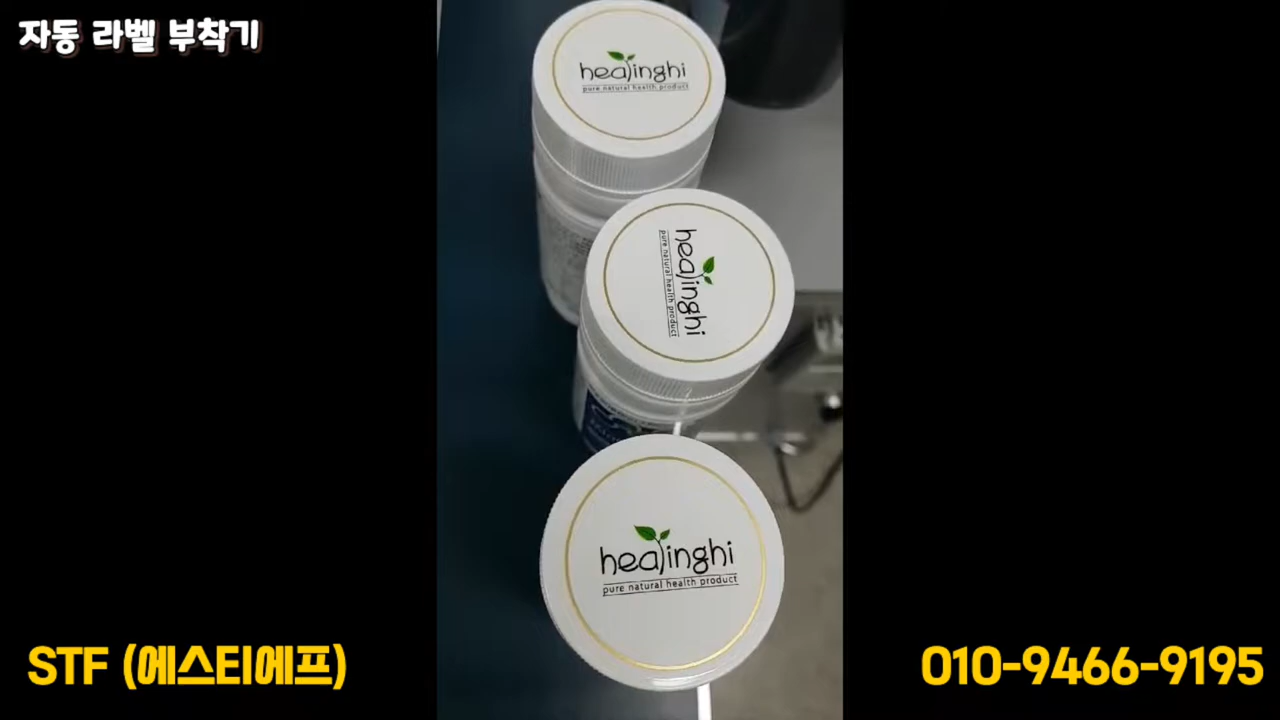 자동 라벨 부착기
healinghi
pure natural health product
healinghi
pure natural health product
healinghi
pure natural health product
STF (에스티에프)
010-9466-9195